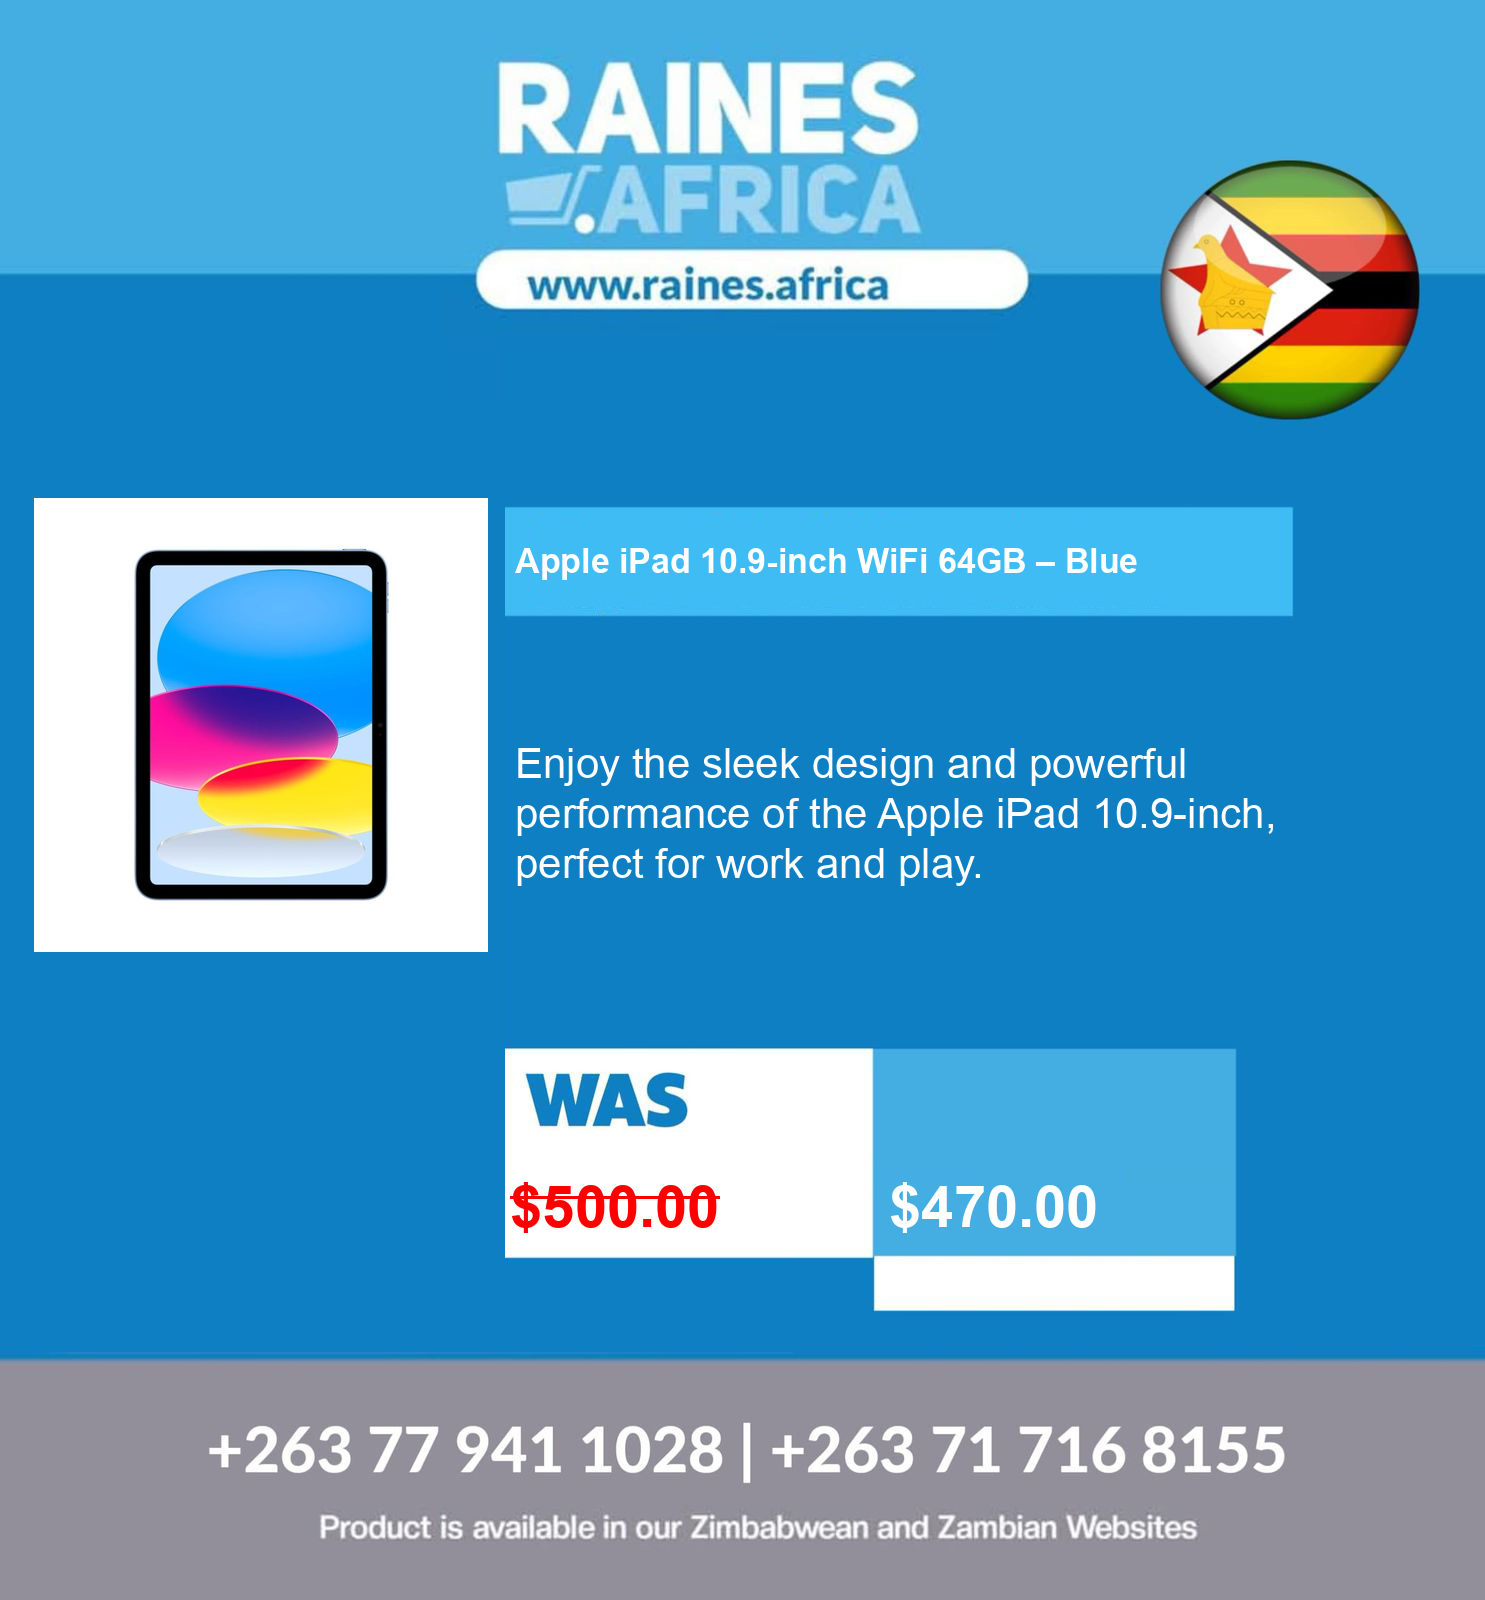 RAINES
.AFRICA
www.raines.africa
Apple iPad 10.9-inch WiFi 64GB – Blue
Enjoy the sleek design and powerful
performance of the Apple iPad 10.9-inch,
perfect for work and play.
WAS
$500.00 $470.00
+263 77 941 1028 | +263 71 716 8155
Product is available in our Zimbabwean and Zambian Websites